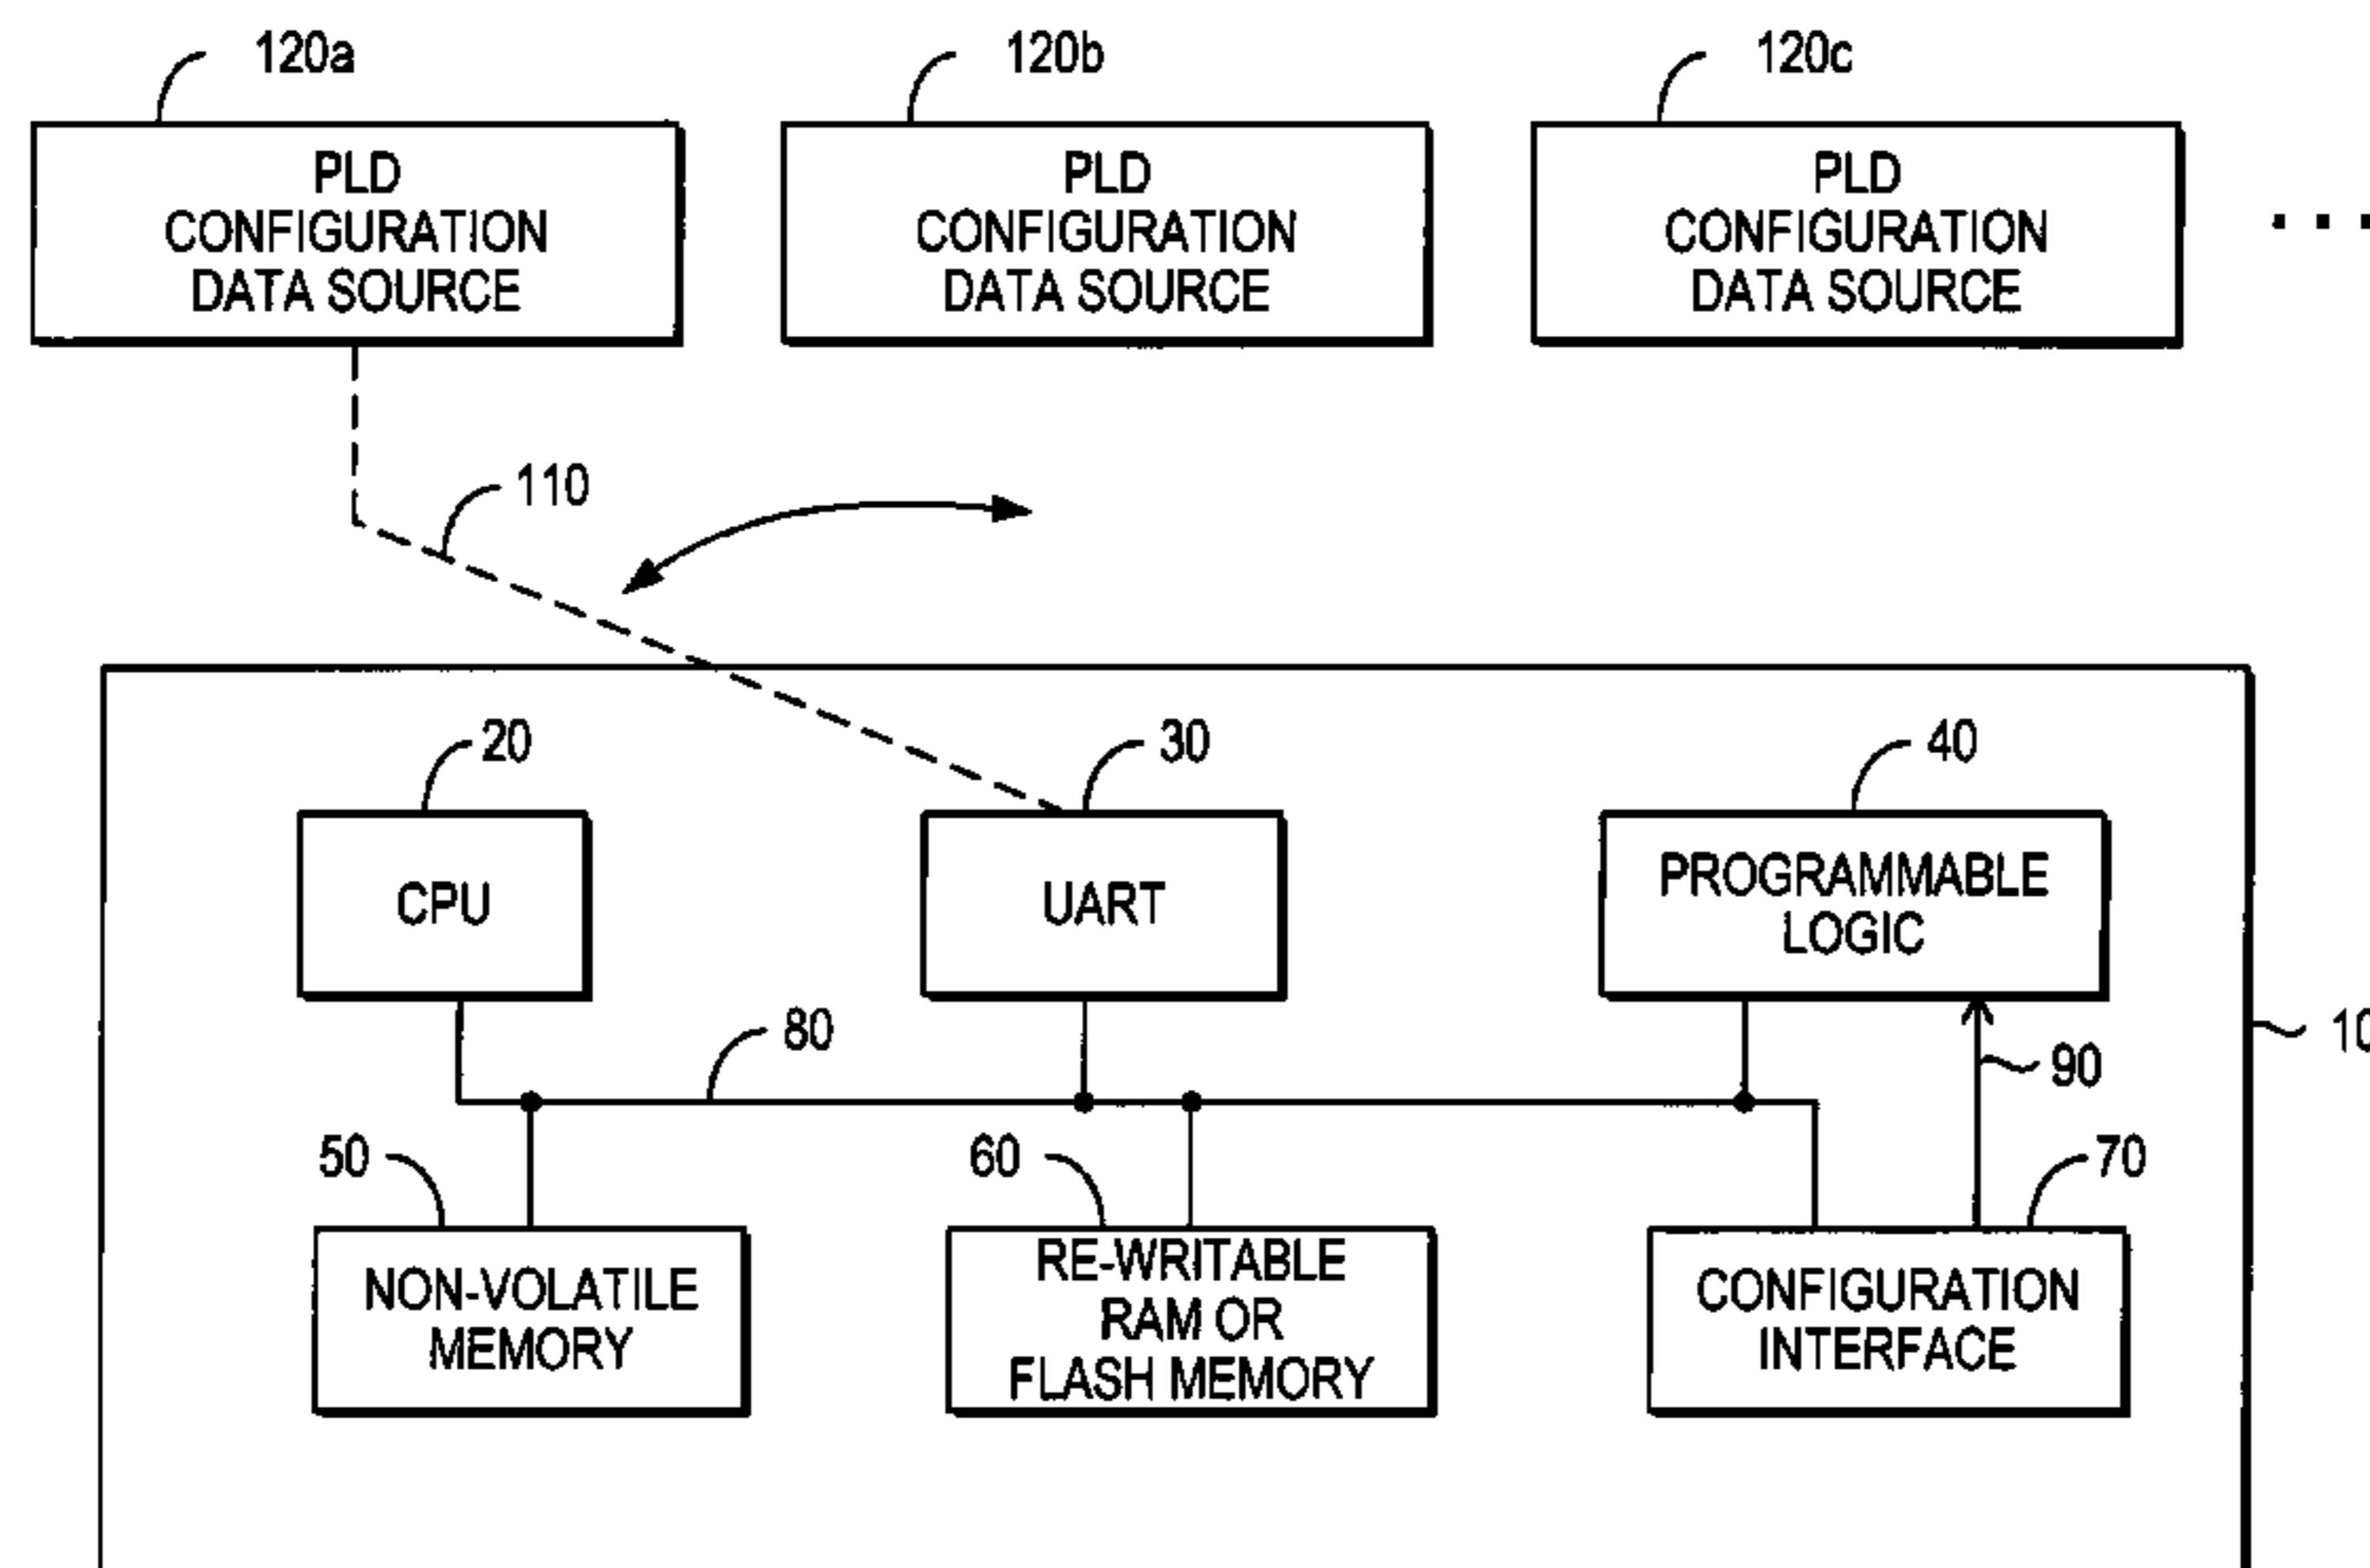 120a
120b
120c
PLD
CONFIGURATION
DATA SOURCE
PLD
CONFIGURATION
DATA SOURCE
PLD
CONFIGURATION
DATA SOURCE
. . .
110
20
30
40
CPU
UART
PROGRAMMABLE
LOGIC
80
10
90
50
60
70
NON-VOLATILE
MEMORY
RE-WRITABLE
RAM OR
FLASH MEMORY
CONFIGURATION
INTERFACE